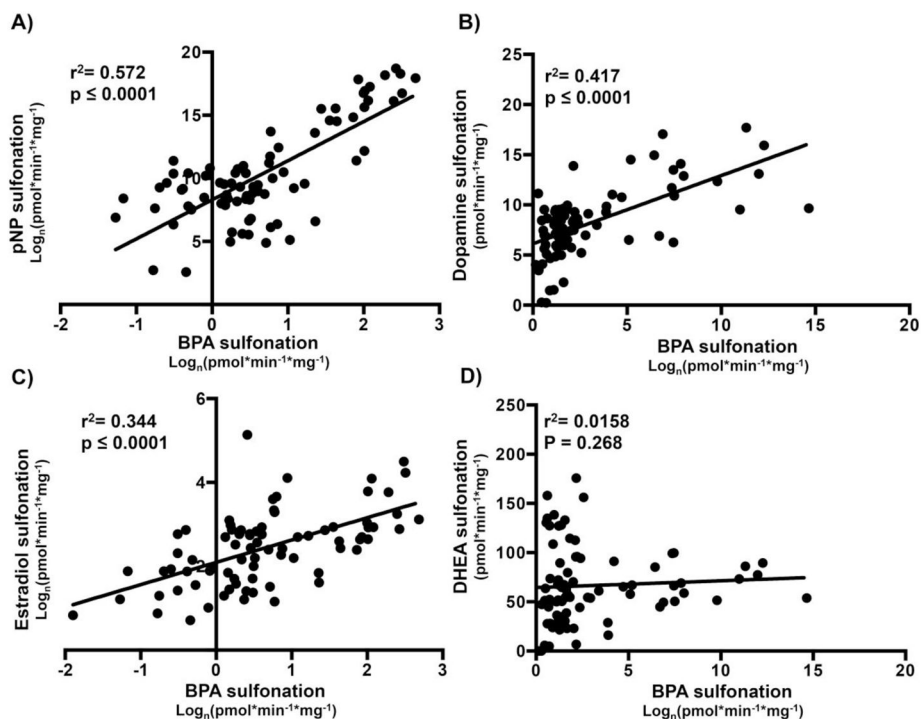 A)
r²= 0.572
p ≤ 0.0001
pNP sulfonation
Logₙ(pmol*min⁻¹*mg⁻¹)
20
15
10
5
-2
-1
0
1
2
3
BPA sulfonation
Logₙ(pmol*min⁻¹*mg⁻¹)
B)
r²= 0.417
p ≤ 0.0001
Dopamine sulfonation
(pmol*min⁻¹*mg⁻¹)
25
20
15
10
5
0
0
5
10
15
20
BPA sulfonation
Logₙ(pmol*min⁻¹*mg⁻¹)
C)
r²= 0.344
p ≤ 0.0001
Estradiol sulfonation
Logₙ(pmol*min⁻¹*mg⁻¹)
6
4
2
-2
-1
0
1
2
3
BPA sulfonation
Logₙ(pmol*min⁻¹*mg⁻¹)
D)
r²= 0.0158
P = 0.268
DHEA sulfonation
(pmol*min⁻¹*mg⁻¹)
250
200
150
100
50
0
0
5
10
15
20
BPA sulfonation
Logₙ(pmol*min⁻¹*mg⁻¹)